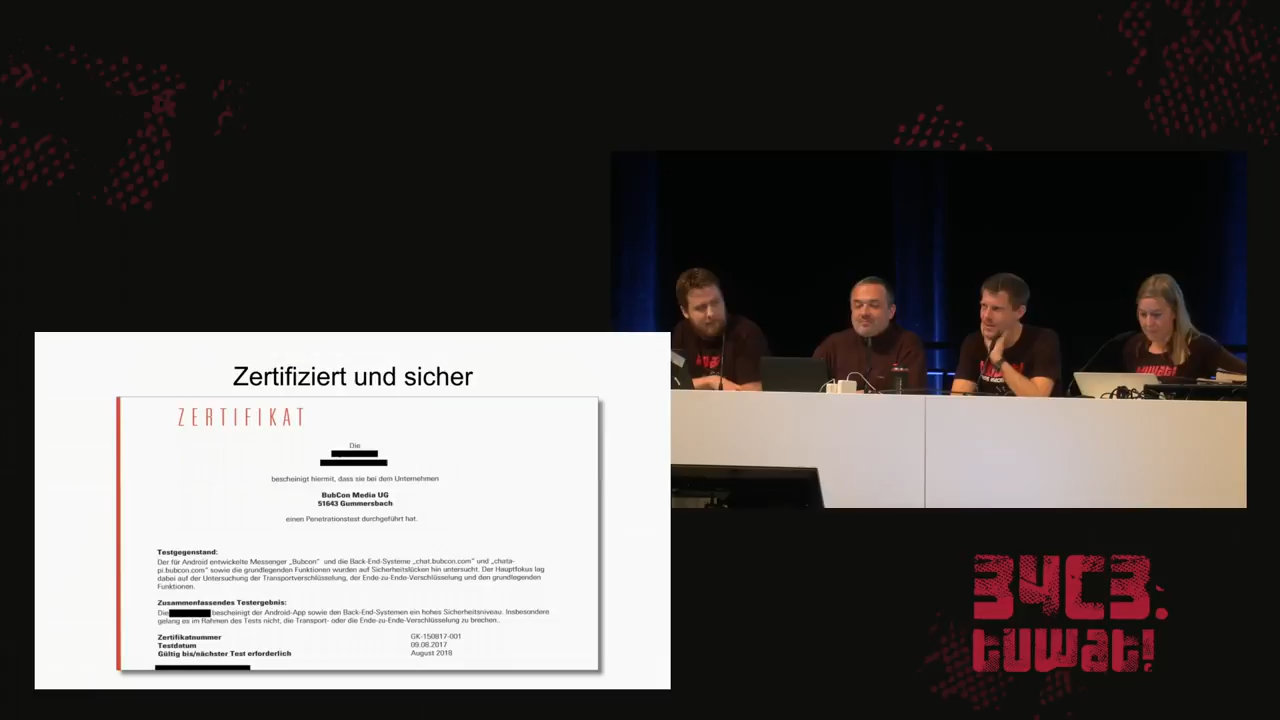 Zertifiziert und sicher
ZERTIFIKAT
Die
bescheinigt hiermit, dass sie bei dem Unternehmen
BubCon Media UG
51643 Gummersbach
einen Penetrationstest durchgeführt hat.
Testgegenstand:
Der für Android entwickelte Messenger „Bubcon" und die Back-End-Systeme „chat.bubcon.com" und „chata-
pi.bubcon.com" sowie die grundlegenden Funktionen wurden auf Sicherheitslücken hin untersucht. Der Hauptfokus lag
dabei auf der Untersuchung der Transportverschlüsselung, der Ende-zu-Ende-Verschlüsselung und den grundlegenden
Funktionen.
Zusammenfassendes Testergebnis:
Die bescheinigt der Android-App sowie den Back-End-Systemen ein hohes Sicherheitsniveau. Insbesondere
gelang es im Rahmen des Tests nicht, die Transport- oder die Ende-zu-Ende-Verschlüsselung zu brechen.
Zertifikatnummer GK-150817-001
Testdatum 09.08.2017
Gültig bis/nächster Test erforderlich August 2018
34C3.
tuwat!